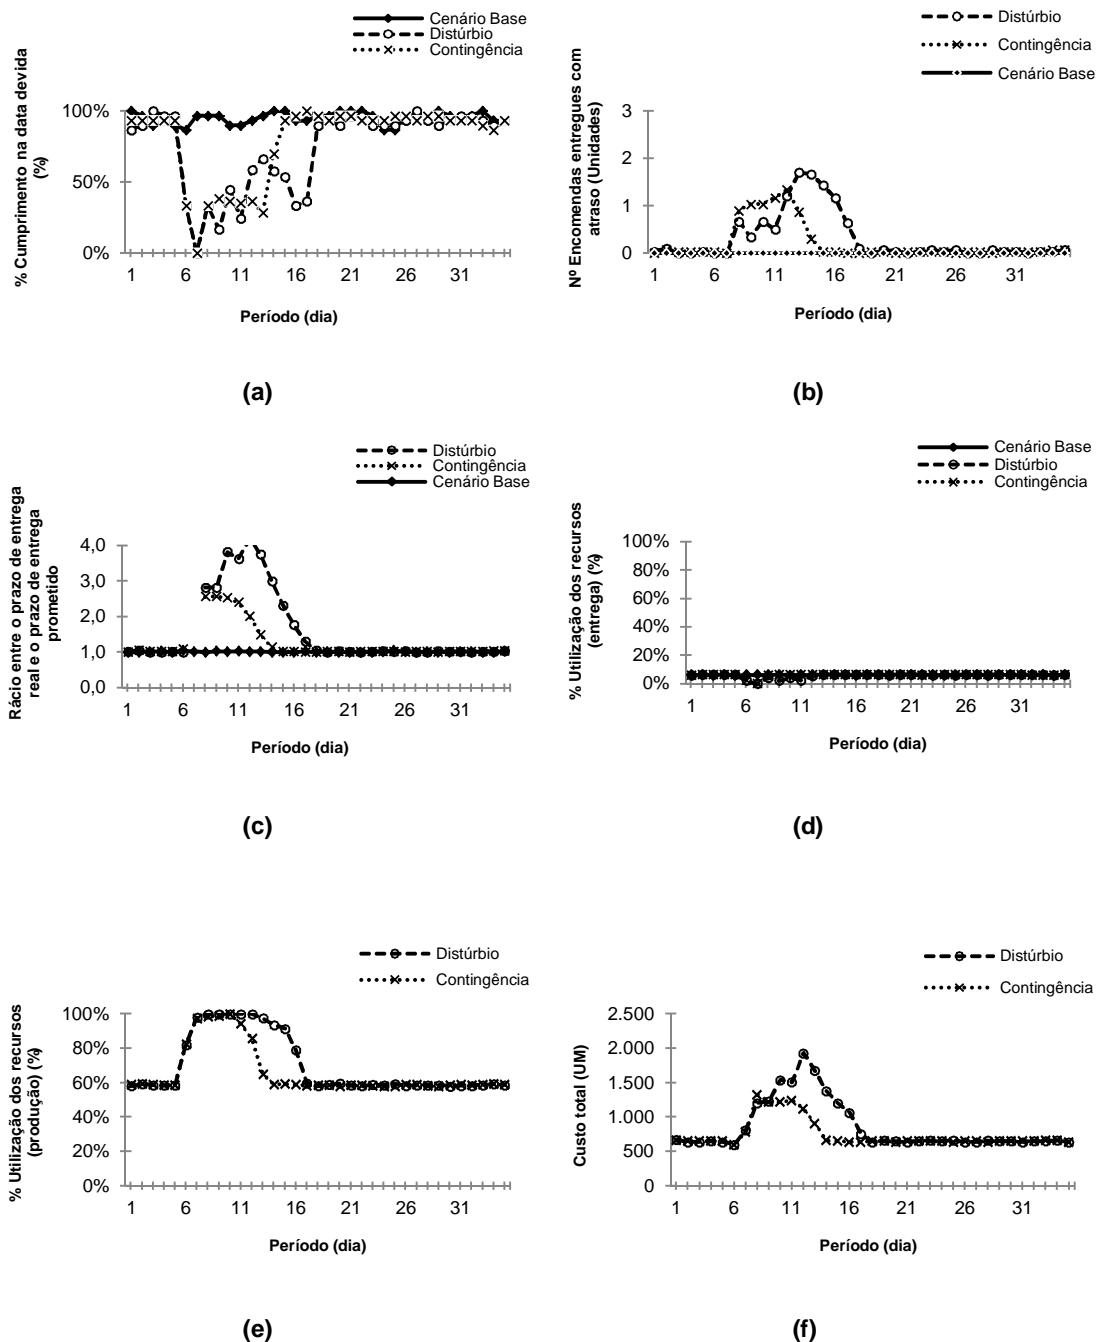 Cenário Base
Distúrbio
Contingência
% Cumprimento na data devida
(%)
100%
50%
0%
1 6 11 16 21 26 31
Período (dia)
(a)
Distúrbio
Contingência
Cenário Base
Nº Encomendas entregues com
atraso (Unidades)
3
2
1
0
1 6 11 16 21 26 31
Período (dia)
(b)
Distúrbio
Contingência
Cenário Base
Rácio entre o prazo de entrega
real e o prazo de entrega
prometido
4,0
3,0
2,0
1,0
0,0
1 6 11 16 21 26 31
Período (dia)
(c)
Cenário Base
Distúrbio
Contingência
% Utilização dos recursos
(entrega) (%)
100%
80%
60%
40%
20%
0%
1 6 11 16 21 26 31
Período (dia)
(d)
Distúrbio
Contingência
% Utilização dos recursos
(produção) (%)
100%
80%
60%
40%
20%
0%
1 6 11 16 21 26 31
Período (dia)
(e)
Distúrbio
Contingência
Custo total (UM)
2.500
2.000
1.500
1.000
500
0
1 6 11 16 21 26 31
Período (dia)
(f)